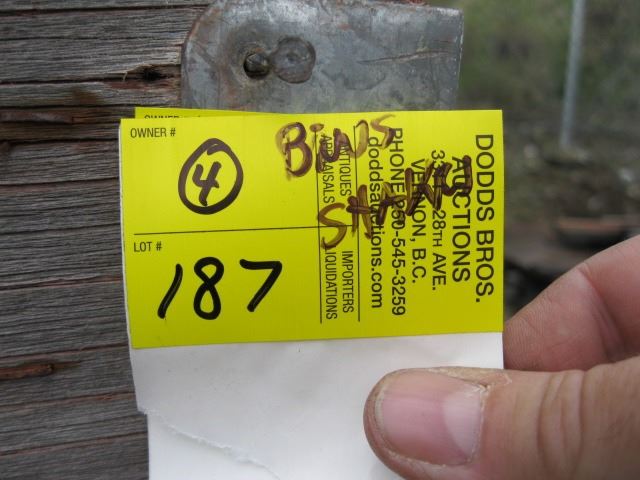 OWNER #
4
LOT #
187
BINS
DODDS BROS.
AUCTIONS
28TH AVE.
VERNON, B.C.
PHONE 250-545-3259
doddsauctions.com
ANTIQUES IMPORTERS
APPRAISALS LIQUIDATIONS